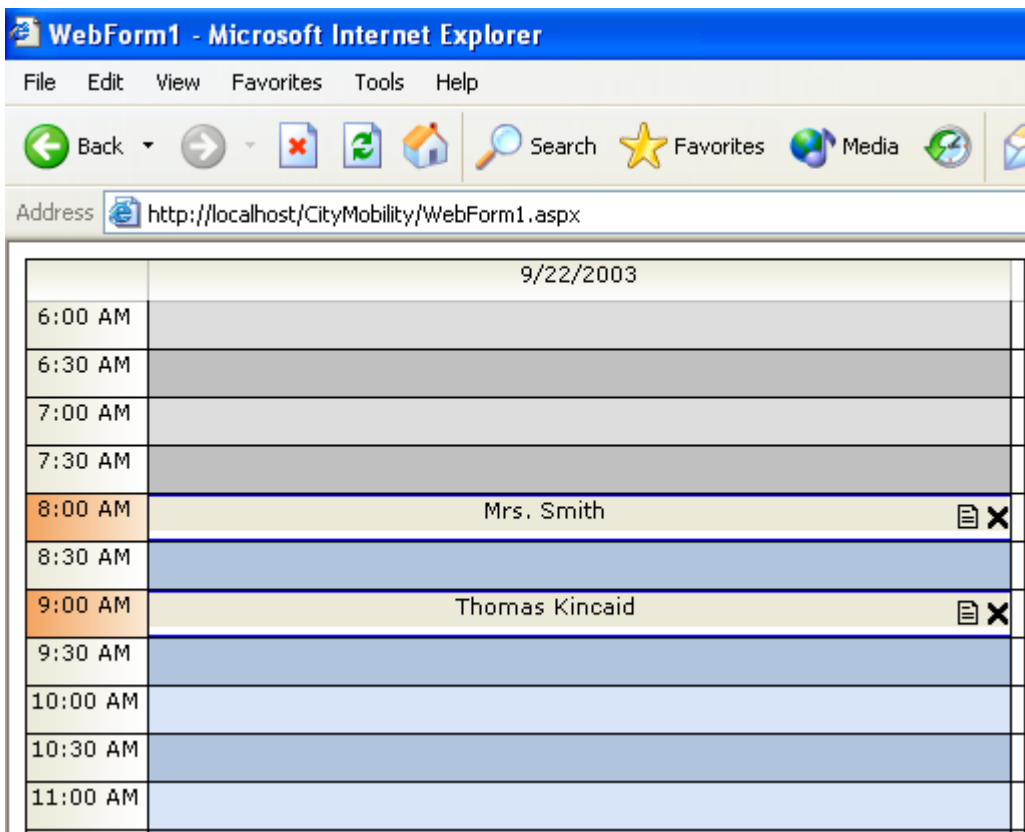 WebForm1 - Microsoft Internet Explorer
File Edit View Favorites Tools Help
Back Search Favorites Media
Address http://localhost/CityMobility/WebForm1.aspx
9/22/2003
6:00 AM
6:30 AM
7:00 AM
7:30 AM
8:00 AM Mrs. Smith
8:30 AM
9:00 AM Thomas Kincaid
9:30 AM
10:00 AM
10:30 AM
11:00 AM